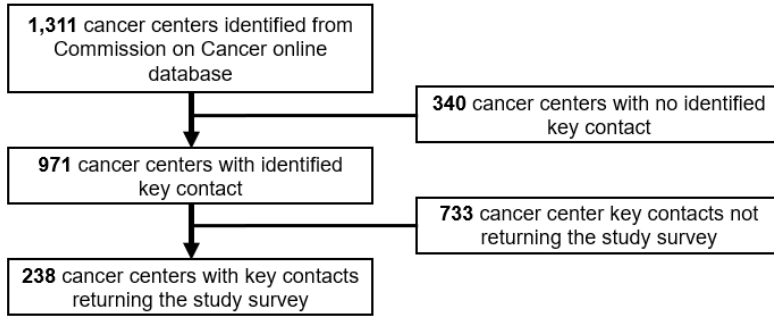 1,311 cancer centers identified from
Commission on Cancer online
database
340 cancer centers with no identified
key contact
971 cancer centers with identified
key contact
733 cancer center key contacts not
returning the study survey
238 cancer centers with key contacts
returning the study survey